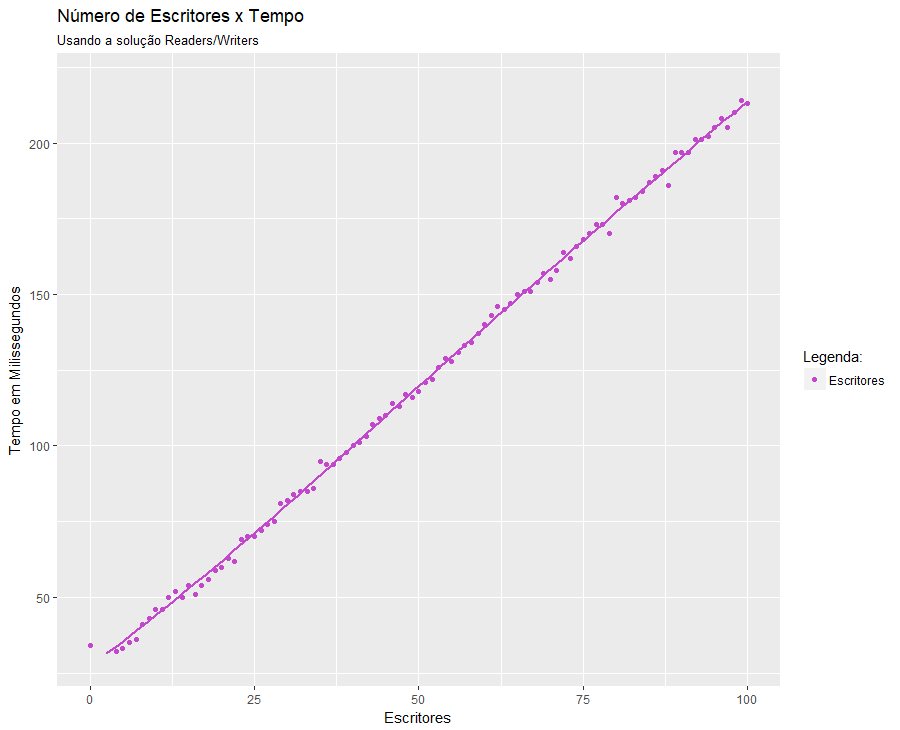 Número de Escritores x Tempo
Usando a solução Readers/Writers
Tempo em Milissegundos
200
150
100
50
0
25
50
75
100
Escritores
Legenda:
Escritores